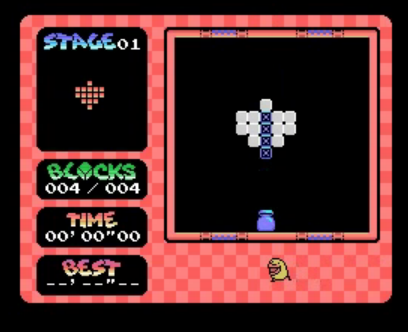 STAGE01
BLOCKS
004 / 004
TIME
00' 00"00
BEST
--' --"--